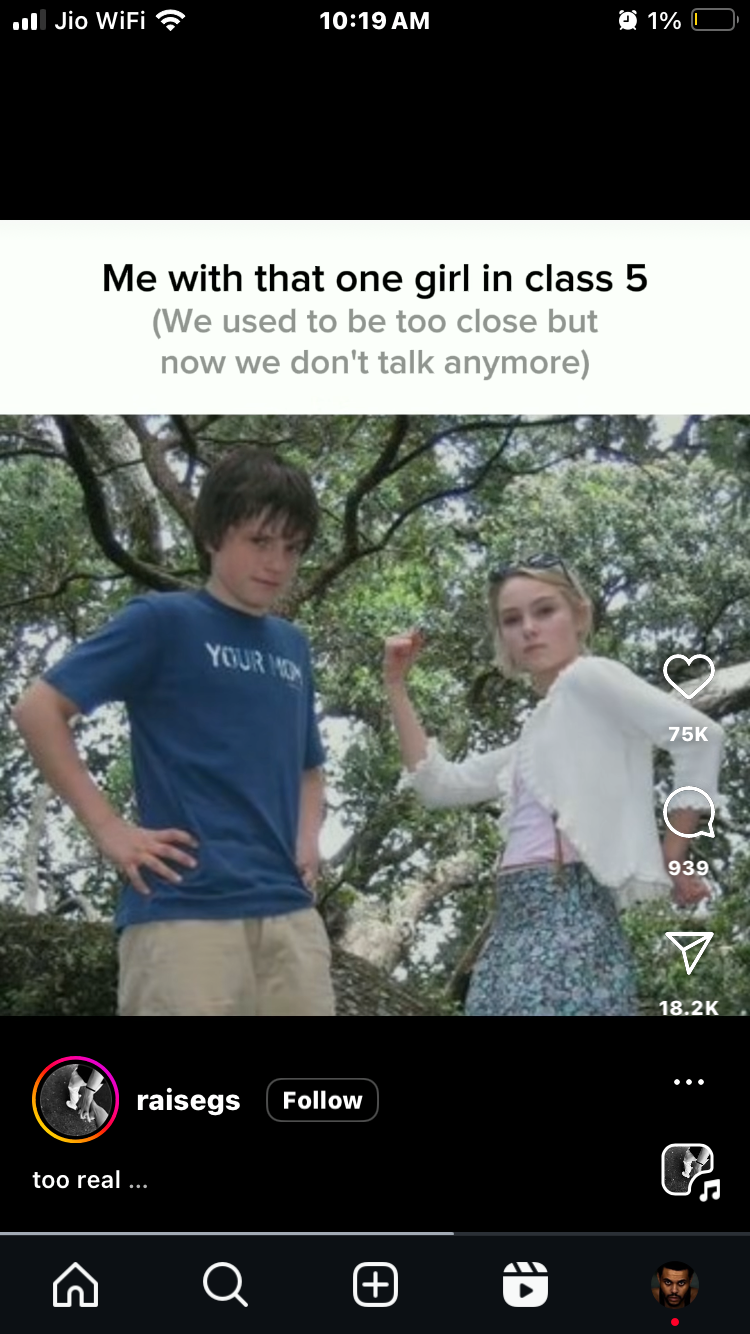 Jio WiFi 10:19 AM 1%
Me with that one girl in class 5
(We used to be too close but
now we don't talk anymore)
YOUR MOM
75K
939
18.2K
raisegs Follow
too real ...